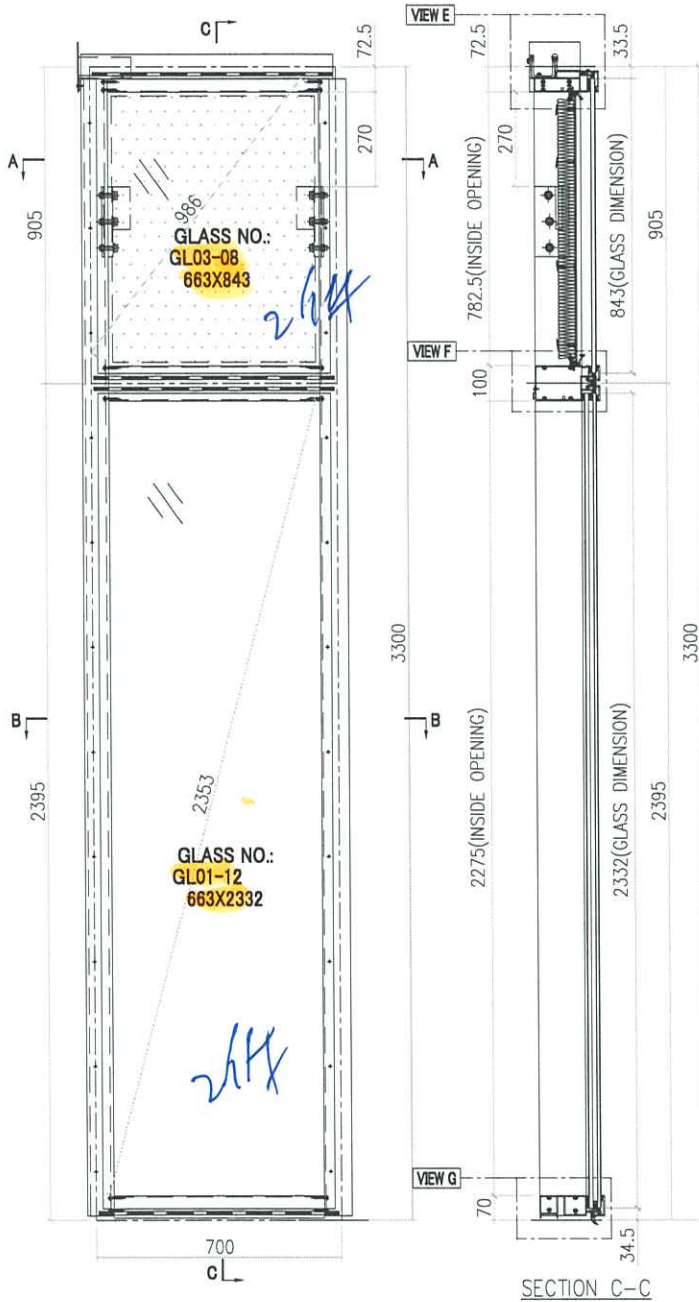 C
VIEW E
72.5
72.5
33.5
270
270
A
A
905
986
GLASS NO.:
GL03-08
663X843
782.5(INSIDE OPENING)
843(GLASS DIMENSION)
905
VIEW F
100
3300
3300
B
B
2395
2353
2275(INSIDE OPENING)
2332(GLASS DIMENSION)
2395
GLASS NO.:
GL01-12
663X2332
VIEW G
70
34.5
700
C
SECTION C-C